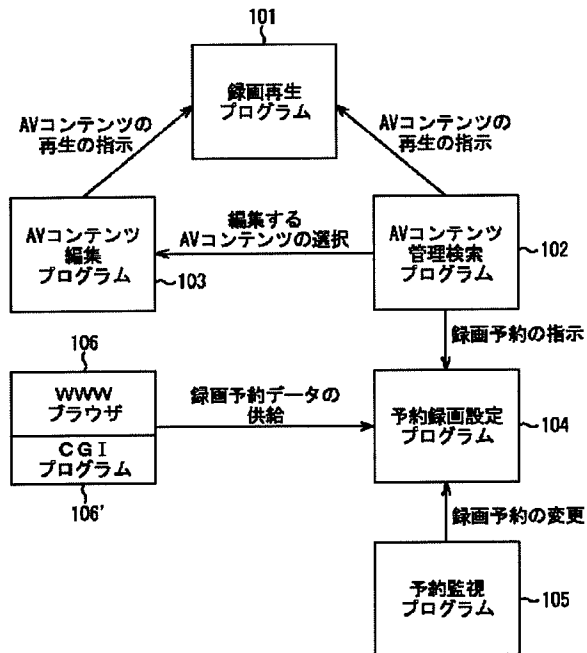 101
録画再生
プログラム
AVコンテンツの
再生の指示
AVコンテンツの
再生の指示
AVコンテンツ
編集
プログラム
103
編集する
AVコンテンツの選択
AVコンテンツ
管理検索
プログラム
102
録画予約の指示
106
WWW
ブラウザ
CGI
プログラム
106'
録画予約データの
供給
予約録画設定
プログラム
104
録画予約の変更
予約監視
プログラム
105